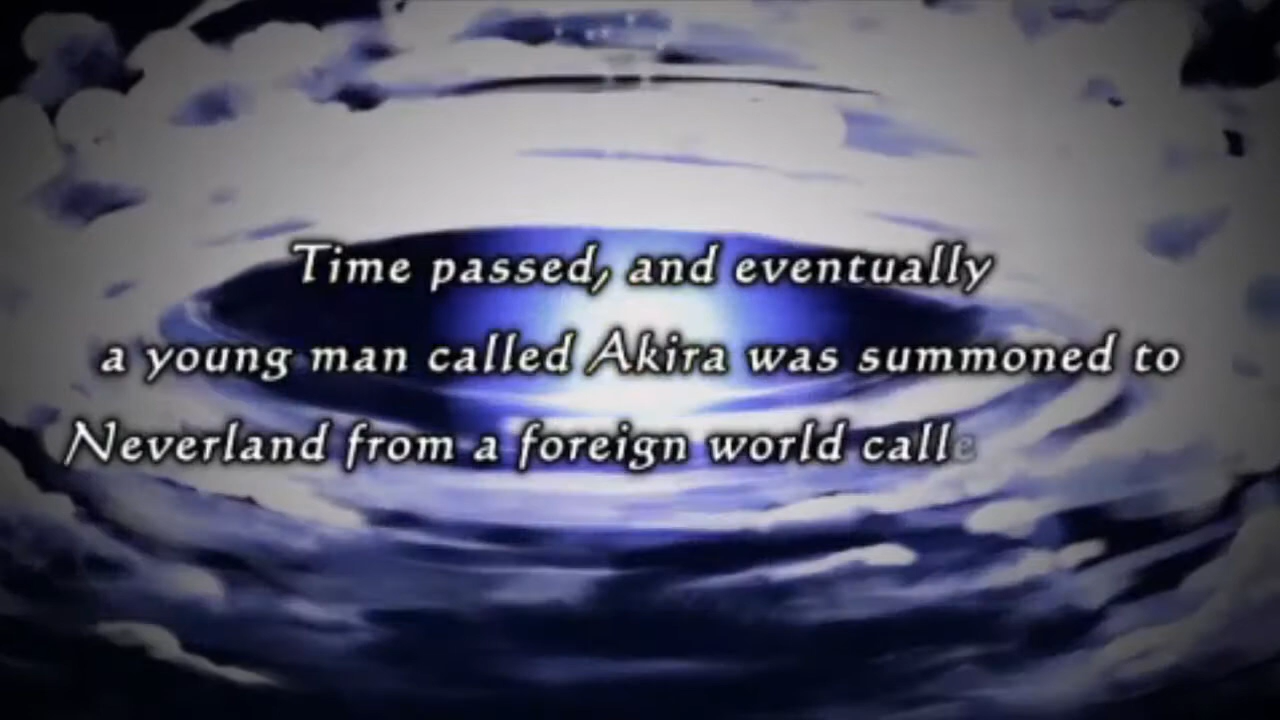 Time passed, and eventually
a young man called Akira was summoned to
Neverland from a foreign world calle